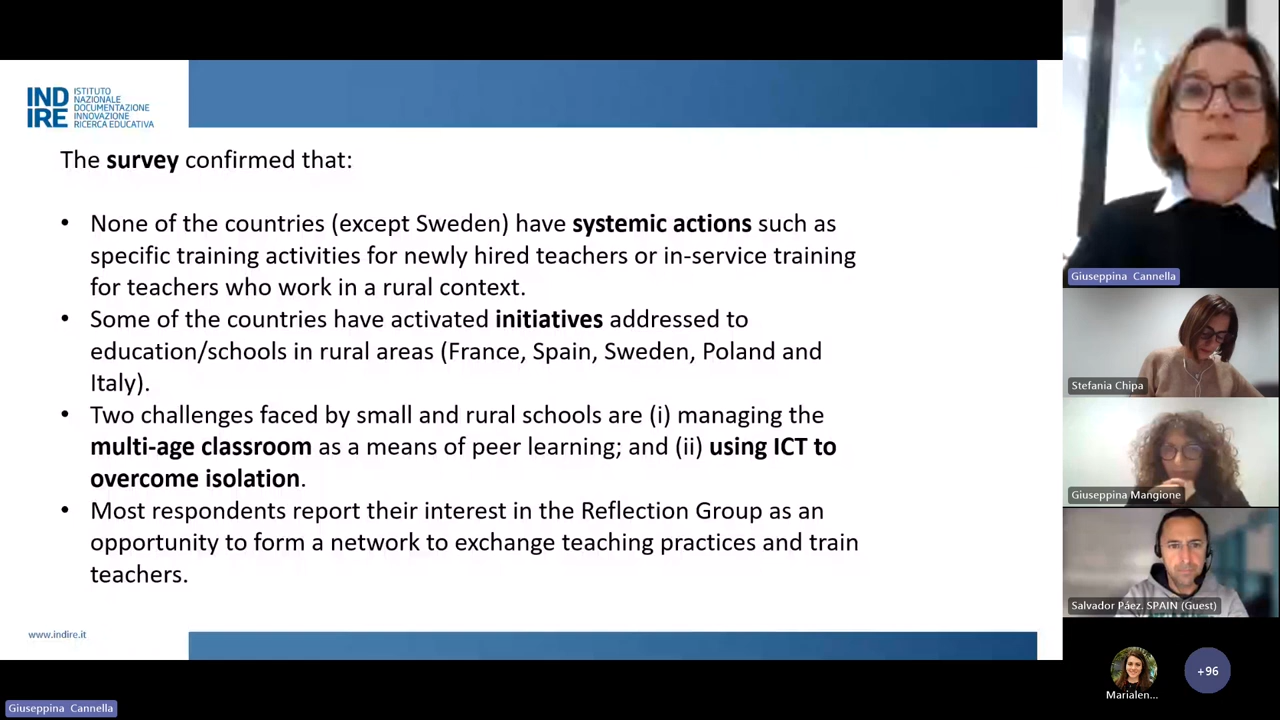 IND
IRE
ISTITUTO
NAZIONALE
DOCUMENTAZIONE
INNOVAZIONE
RICERCA EDUCATIVA
The survey confirmed that:
• None of the countries (except Sweden) have systemic actions such as
specific training activities for newly hired teachers or in-service training
for teachers who work in a rural context.
• Some of the countries have activated initiatives addressed to
education/schools in rural areas (France, Spain, Sweden, Poland and
Italy).
• Two challenges faced by small and rural schools are (i) managing the
multi-age classroom as a means of peer learning; and (ii) using ICT to
overcome isolation.
• Most respondents report their interest in the Reflection Group as an
opportunity to form a network to exchange teaching practices and train
teachers.
www.indire.it
Giuseppina Cannella
Giuseppina Cannella
Stefania Chipa
Giuseppina Mangione
Salvador Páez. SPAIN (Guest)
Marialen...
+96